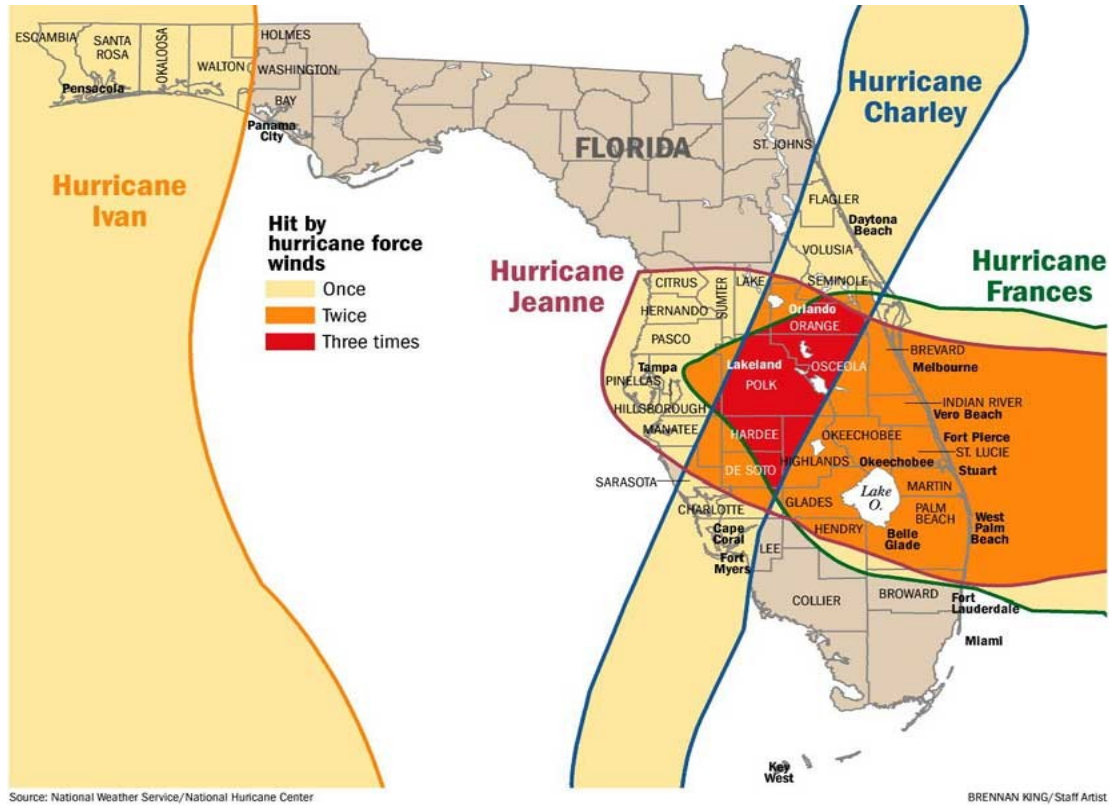 ESCAMBIA
SANTA
ROSA
OKALOOSA
WALTON
HOLMES
WASHINGTON
BAY
Pensacola
Panama
City
FLORIDA
ST. JOHNS
Hurricane
Charley
Hurricane
Ivan
FLAGLER
Daytona
Beach
VOLUSIA
Hit by
hurricane force
winds
Once
Twice
Three times
Hurricane
Jeanne
Hurricane
Frances
CITRUS
SUMTER
LAKE
SEMINOLE
HERNANDO
Orlando
ORANGE
PASCO
BREVARD
Melbourne
Tampa
Lakeland
OSCEOLA
PINELLAS
POLK
HILLSBOROUGH
INDIAN RIVER
Vero Beach
MANATEE
HARDEE
OKEECHOBEE
Fort Pierce
ST. LUCIE
DE SOTO
HIGHLANDS
Okeechobee
Stuart
SARASOTA
Lake
O.
MARTIN
CHARLOTTE
GLADES
PALM
BEACH
West
Palm
Beach
Cape
Coral
HENDRY
Belle
Glade
LEE
Fort
Myers
COLLIER
BROWARD
Fort
Lauderdale
Miami
Key
West
Source: National Weather Service/National Huricane Center
BRENNAN KING/Staff Artist